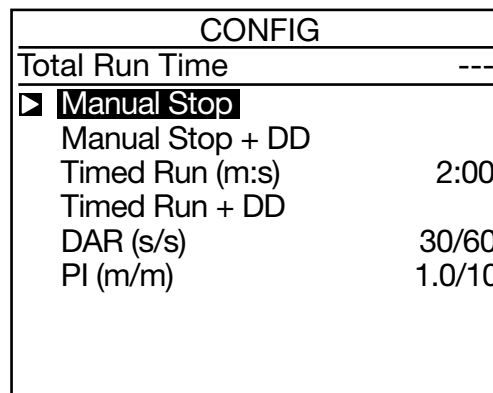 CONFIG
Total Run Time ---
Manual Stop
Manual Stop + DD
Timed Run (m:s) 2:00
Timed Run + DD
DAR (s/s) 30/60
PI (m/m) 1.0/10